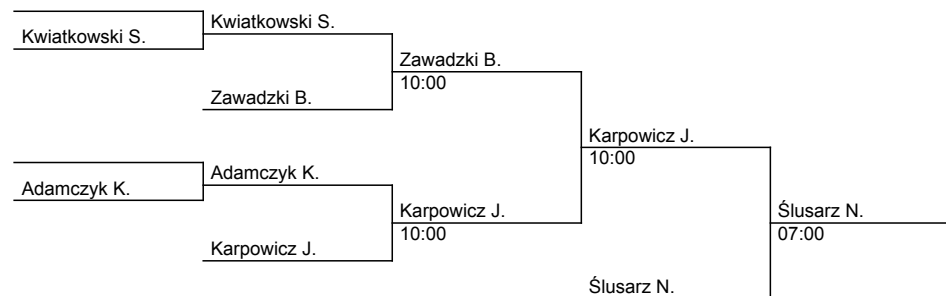 Kwiatkowski S.
Kwiatkowski S.
Zawadzki B.
10:00
Zawadzki B.
Karpowicz J.
10:00
Adamczyk K.
Adamczyk K.
Karpowicz J.
10:00
Karpowicz J.
Ślusarz N.
07:00
Ślusarz N.